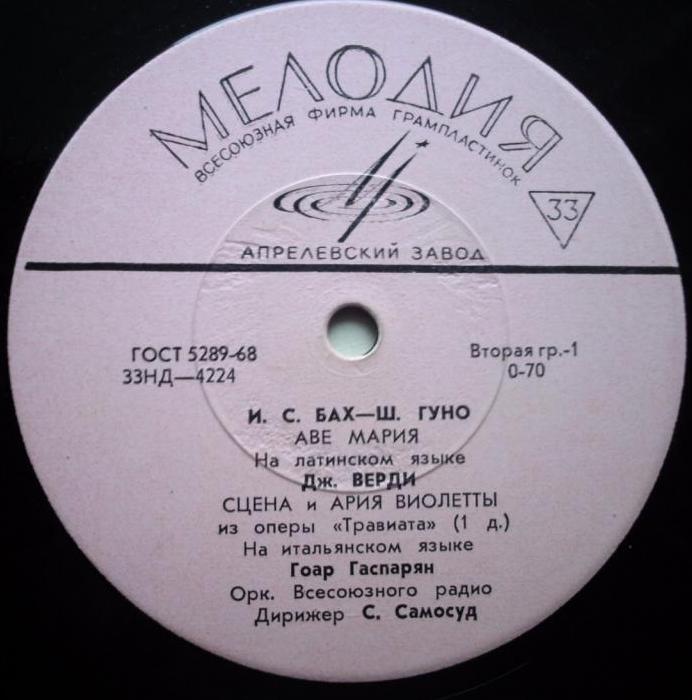 МЕЛОДИЯ
ВСЕСОЮЗНАЯ ФИРМА ГРАМПЛАСТИНОК
33
АПРЕЛЕВСКИЙ ЗАВОД
ГОСТ 5289-68
33НД—4224
Вторая гр.-1
0-70
И. С. БАХ—Ш. ГУНО
АВЕ МАРИЯ
На латинском языке
Дж. ВЕРДИ
СЦЕНА и АРИЯ ВИОЛЕТТЫ
из оперы «Травиата» (1 д.)
На итальянском языке
Гоар Гаспарян
Орк. Всесоюзного радио
Дирижер С. Самосуд